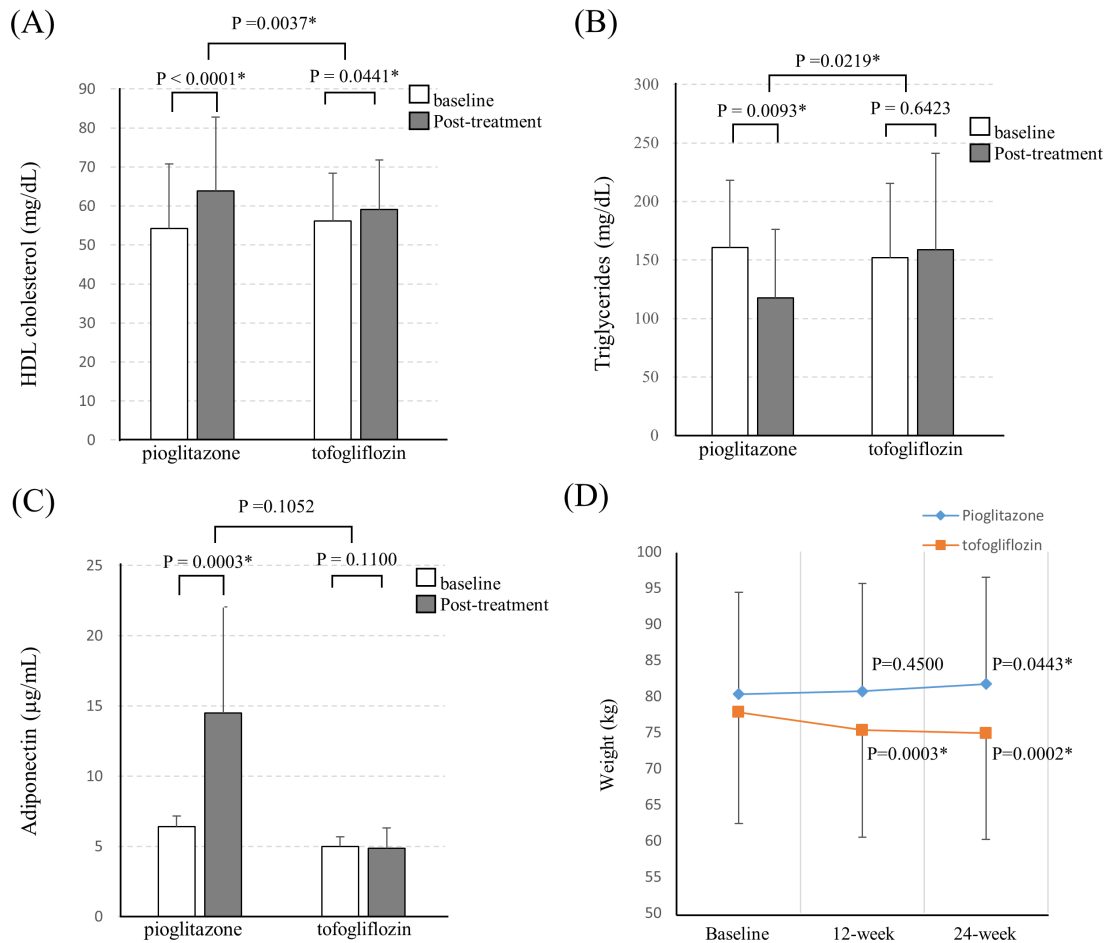 (A)
P =0.0037*
P < 0.0001*
P = 0.0441*
baseline
Post-treatment
HDL cholesterol (mg/dL)
90
80
70
60
50
40
30
20
10
0
pioglitazone
tofogliflozin
(B)
P =0.0219*
P = 0.0093*
P = 0.6423
baseline
Post-treatment
Triglycerides (mg/dL)
300
250
200
150
100
50
0
pioglitazone
tofogliflozin
(C)
P =0.1052
P = 0.0003*
P = 0.1100
baseline
Post-treatment
Adiponectin (μg/mL)
25
20
15
10
5
0
pioglitazone
tofogliflozin
(D)
Pioglitazone
tofogliflozin
Weight (kg)
100
95
90
85
80
75
70
65
60
55
50
P=0.4500
P=0.0443*
P=0.0003*
P=0.0002*
Baseline
12-week
24-week